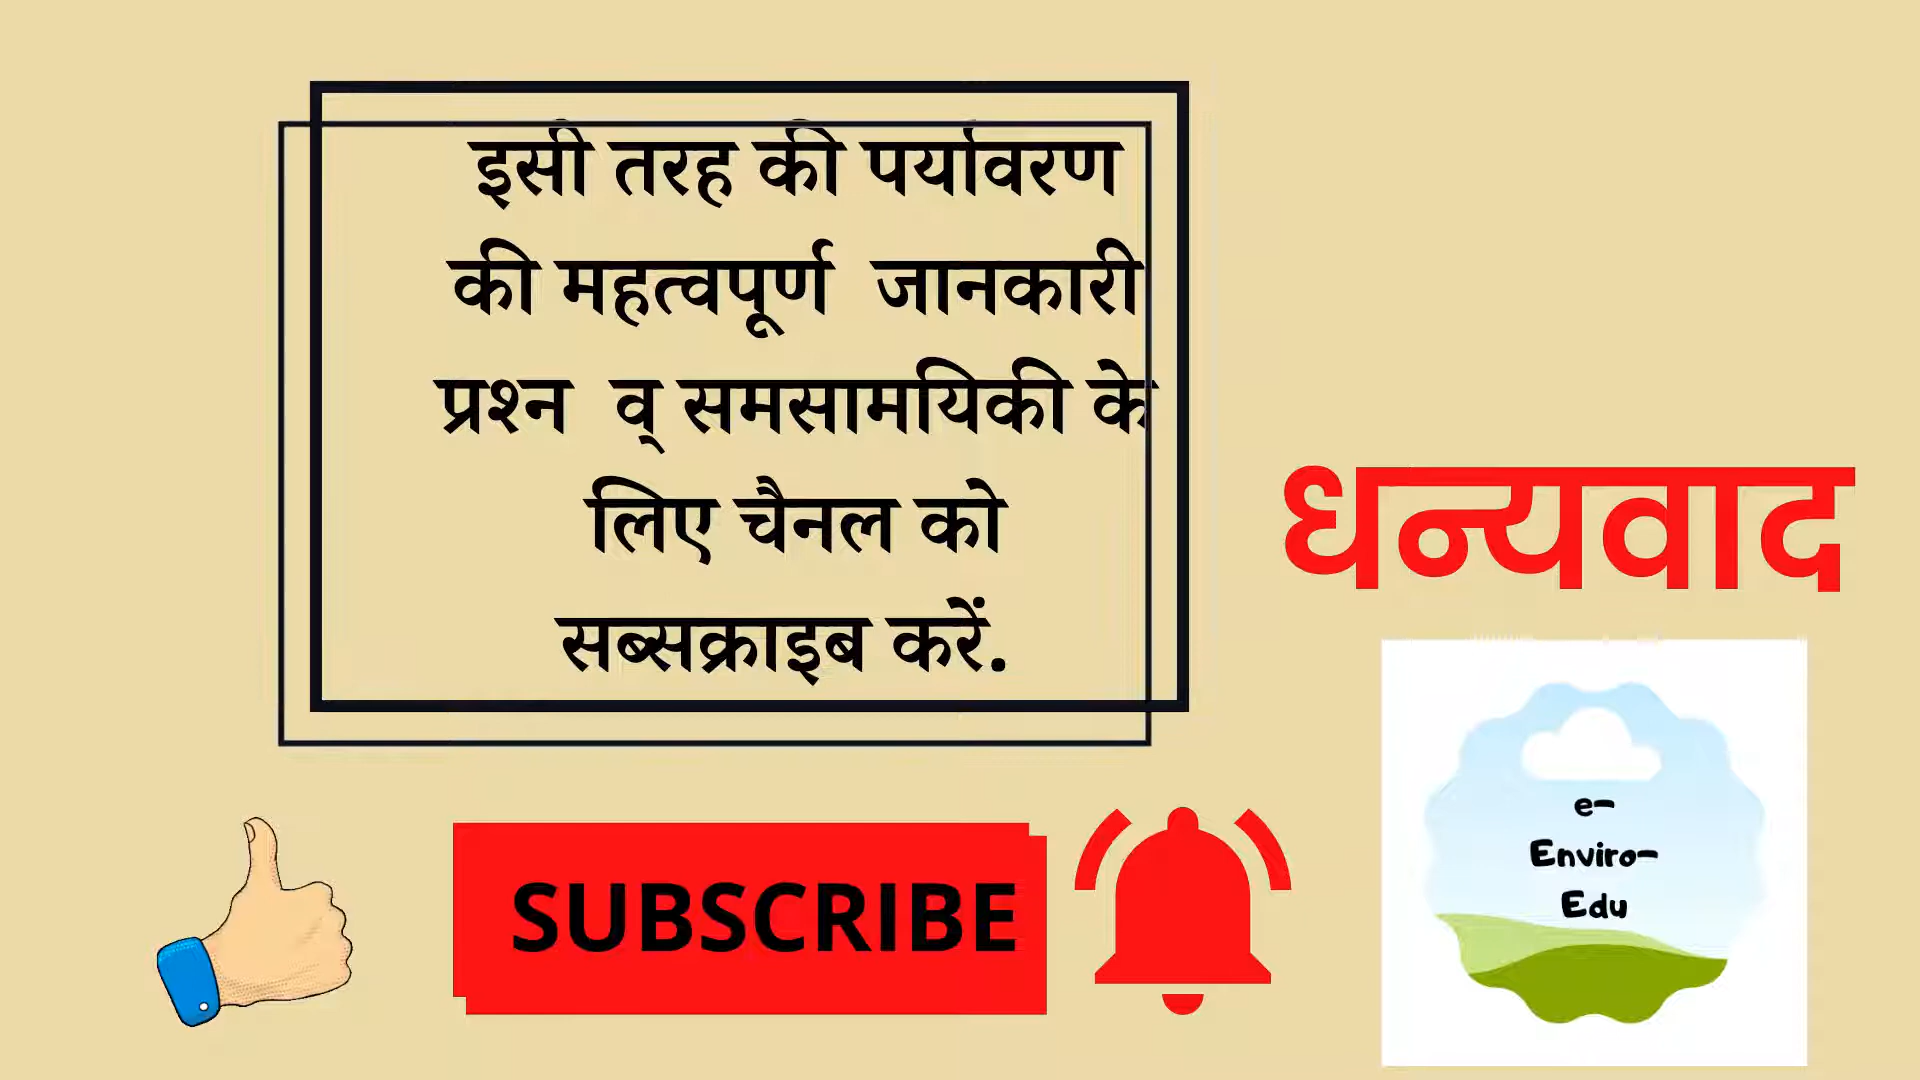 इसी तरह की पर्यावरण
की महत्वपूर्ण जानकारी
प्रश्न व् समसामयिकी के
लिए चैनल को
सब्सक्राइब करें.
धन्यवाद
SUBSCRIBE
e-
Enviro-
Edu